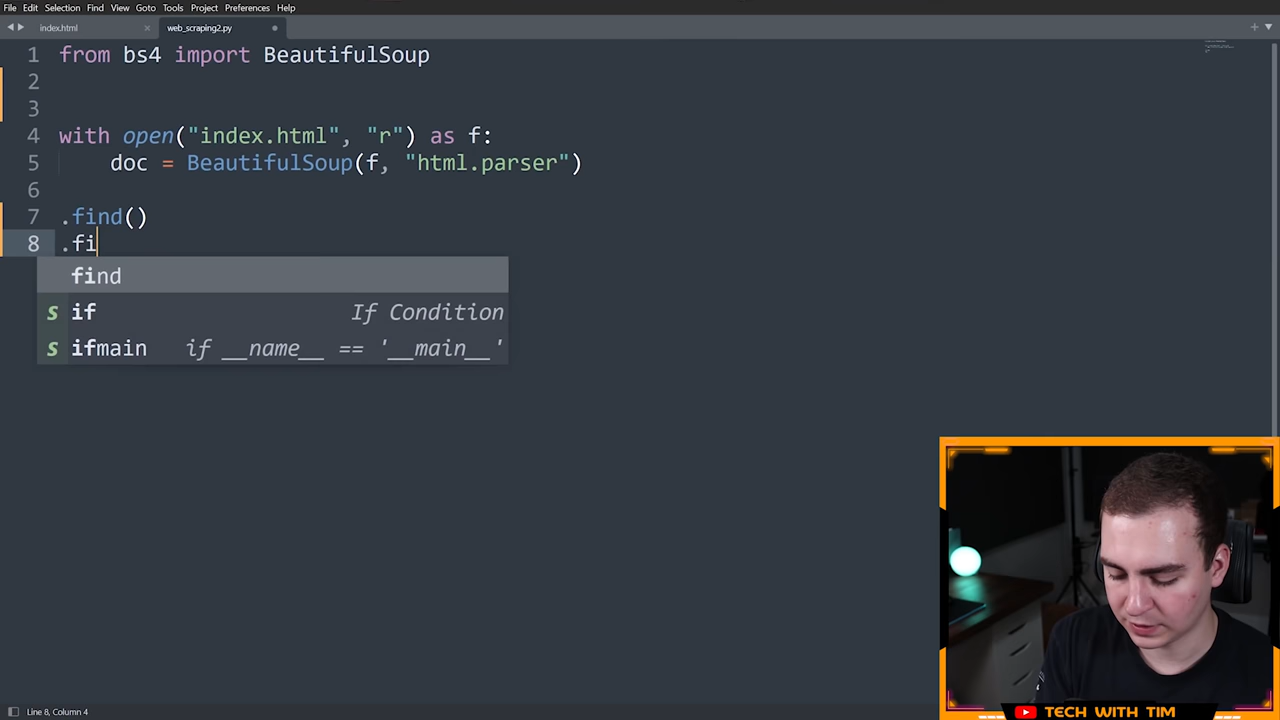 File Edit Selection Find View Goto Tools Project Preferences Help
index.html
web_scraping2.py
1 from bs4 import BeautifulSoup
2
3
4 with open("index.html", "r") as f:
5 doc = BeautifulSoup(f, "html.parser")
6
7 .find()
8 .fi
find
s if If Condition
s ifmain if __name__ == '__main__'
TECH WITH TIM
Line 8, Column 4